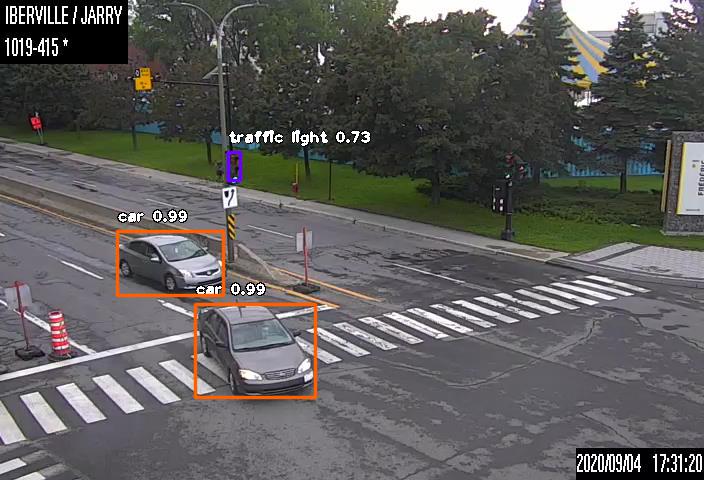 IBERVILLE / JARRY
1019-415 *
traffic light 0.73
car 0.99
car 0.99
FRÉDÉRIC
2020/09/04 17:31:20